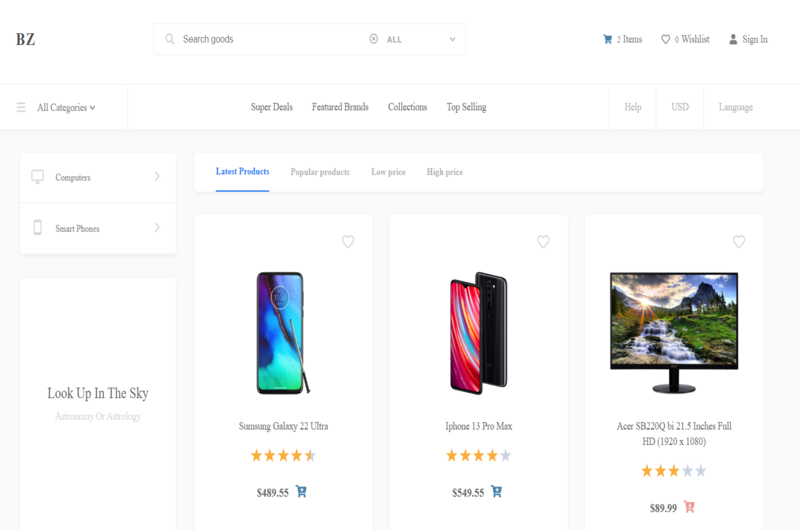 BZ
Search goods
ALL
2 Items
0 Wishlist
Sign In
All Categories
Super Deals
Featured Brands
Collections
Top Selling
Help
USD
Language
Computers
Smart Phones
Look Up In The Sky
Astronomy Or Astrology
Latest Products
Popular products
Low price
High price
Sumsung Galaxy 22 Ultra
$489.55
Iphone 13 Pro Max
$549.55
Acer SB220Q bi 21.5 Inches Full
HD (1920 x 1080)
$89.99